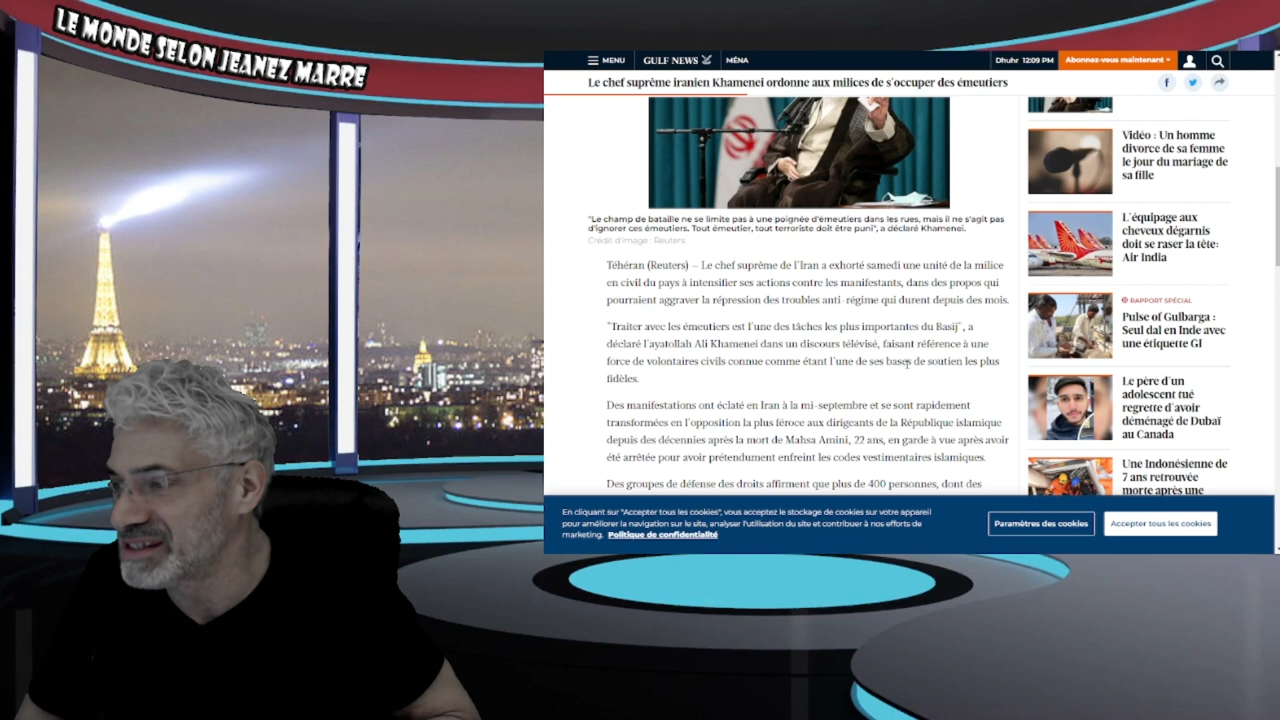 LE MONDE SELON JEANEZ MARRE
MENU
GULF NEWS
MÉNA
Dhuhr 12:09 PM
Abonnez-vous maintenant
Le chef suprême iranien Khamenei ordonne aux milices de s'occuper des émeutiers
"Le champ de bataille ne se limite pas à une poignée d'émeutiers dans les rues, mais il ne s'agit pas
d'ignorer ces émeutiers. Tout émeutier, tout terroriste doit être puni", a déclaré Khamenei.
Crédit d'image : Reuters
Téhéran (Reuters) – Le chef suprême de l'Iran a exhorté samedi une unité de la milice
en civil du pays à intensifier ses actions contre les manifestants, dans des propos qui
pourraient aggraver la répression des troubles anti-régime qui durent depuis des mois.
"Traiter avec les émeutiers est l'une des tâches les plus importantes du Basij", a
déclaré l'ayatollah Ali Khamenei dans un discours télévisé, faisant référence à une
force de volontaires civils connue comme étant l'une de ses bases de soutien les plus
fidèles.
Des manifestations ont éclaté en Iran à la mi-septembre et se sont rapidement
transformées en l'opposition la plus féroce aux dirigeants de la République islamique
depuis des décennies après la mort de Mahsa Amini, 22 ans, en garde à vue après avoir
été arrêtée pour avoir prétendument enfreint les codes vestimentaires islamiques.
Des groupes de défense des droits affirment que plus de 400 personnes, dont des
Vidéo : Un homme
divorce de sa femme
le jour du mariage de
sa fille
L'équipage aux
cheveux dégarnis
doit se raser la tête:
Air India
RAPPORT SPÉCIAL
Pulse of Gulbarga :
Seul dal en Inde avec
une étiquette GI
Le père d'un
adolescent tué
regrette d'avoir
déménagé de Dubaï
au Canada
Une Indonésienne de
7 ans retrouvée
morte après une
En cliquant sur "Accepter tous les cookies", vous acceptez le stockage de cookies sur votre appareil
pour améliorer la navigation sur le site, analyser l'utilisation du site et contribuer à nos efforts de
marketing. Politique de confidentialité
Paramètres des cookies
Accepter tous les cookies